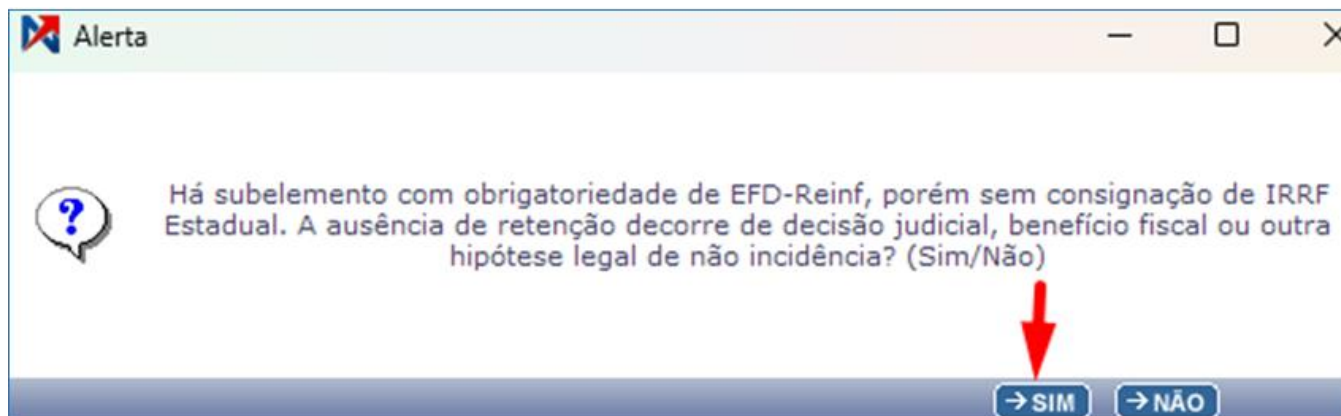 Alerta
Há subelemento com obrigatoriedade de EFD-Reinf, porém sem consignação de IRRF
Estadual. A ausência de retenção decorre de decisão judicial, benefício fiscal ou outra
hipótese legal de não incidência? (Sim/Não)
SIM NÃO